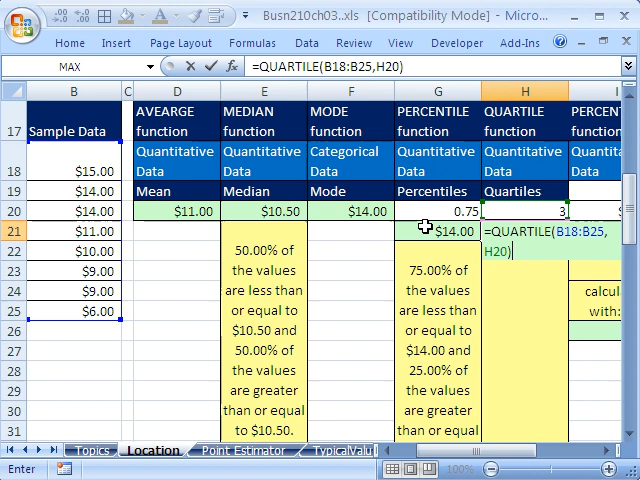 Busn210ch03..xls [Compatibility Mode] - Micro...
Home Insert Page Layout Formulas Data Review View Developer Add-Ins
MAX =QUARTILE(B18:B25,H20)
B C D E F G H I
17 Sample Data AVEARGE function MEDIAN function MODE function PERCENTILE function QUARTILE function PERCEN function
18 $15.00 Quantitative Data Quantitative Data Categorical Data Quantitative Data Quantitative Data Quantita Data
19 $14.00 Mean Median Mode Percentiles Quartiles
20 $14.00 $11.00 $10.50 $14.00 0.75 3
21 $11.00 $14.00 =QUARTILE(B18:B25,
22 $10.00 50.00% of H20)
23 $9.00 the values 75.00% of
24 $9.00 are less than the values calcula
25 $6.00 or equal to are less than with:
26 $10.50 and or equal to
27 50.00% of $14.00 and
28 the values 25.00% of
29 are greater the values
30 than or equal are greater
31 to $10.50. than or equal
Topics Location Point Estimator TypicalValu
Enter 100%